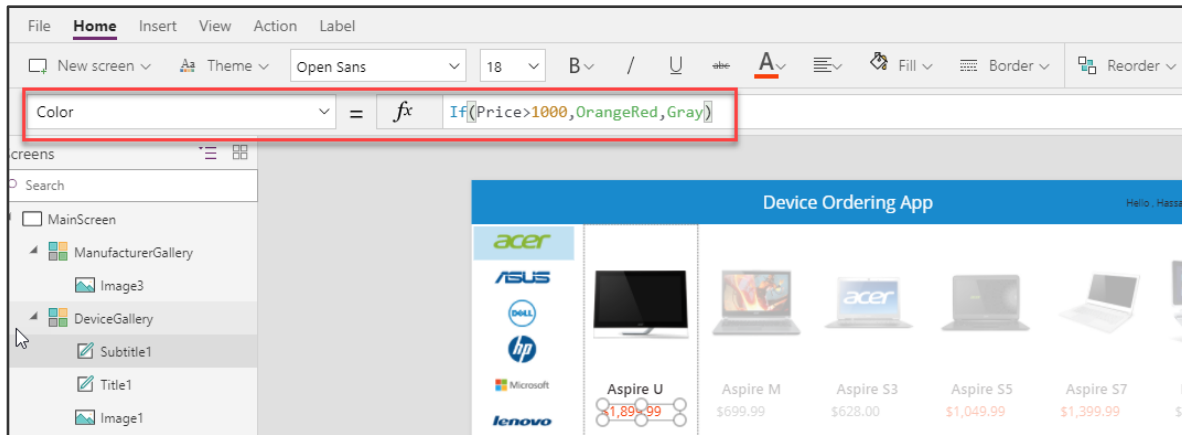 File Home Insert View Action Label
New screen Theme Open Sans 18 B / U abc A Fill Border Reorder
Color = fx If(Price>1000,OrangeRed,Gray)
creens
Search
MainScreen
ManufacturerGallery
Image3
DeviceGallery
Subtitle1
Title1
Image1
Device Ordering App
Hello , Hassa
acer
ASUS
DELL
hp
Microsoft
lenovo
acer
Aspire U Aspire M Aspire S3 Aspire S5 Aspire S7
$1,899.99 $699.99 $628.00 $1,049.99 $1,399.99 $